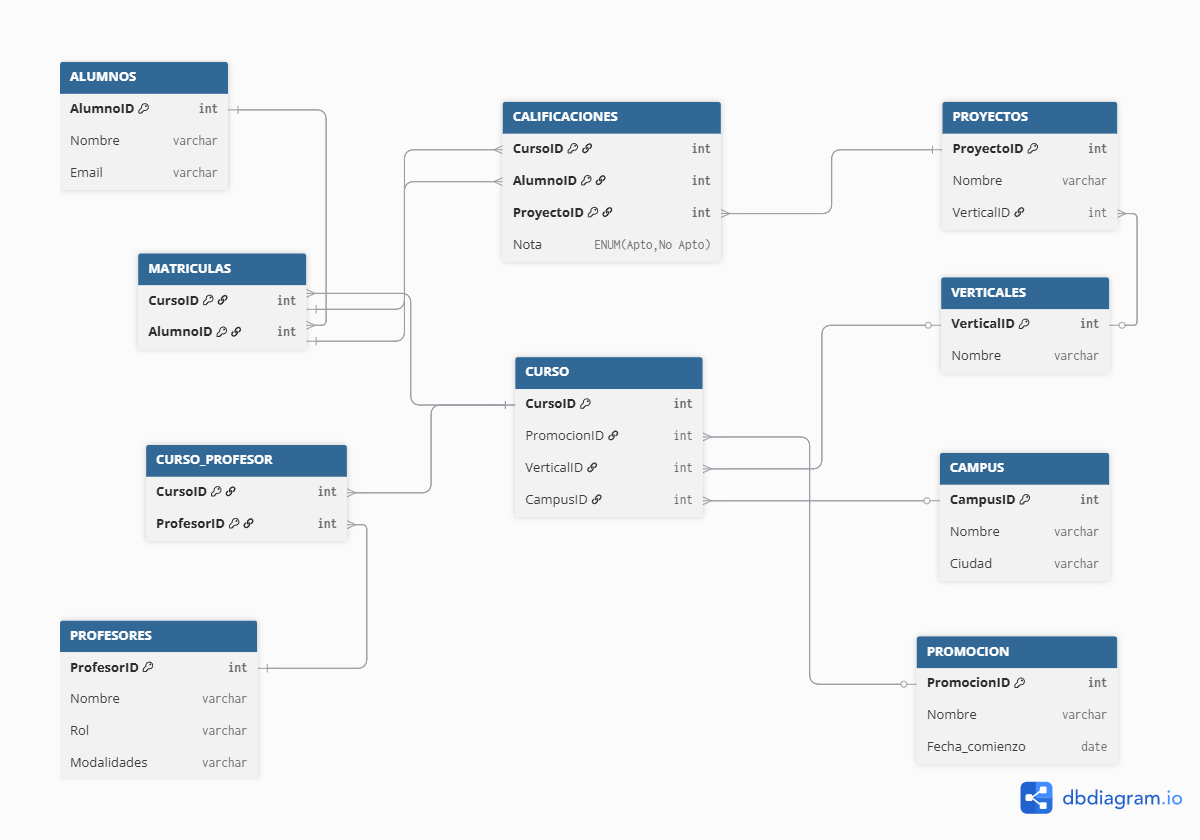 ALUMNOS
AlumnoID int
Nombre varchar
Email varchar
MATRICULAS
CursoID int
AlumnoID int
CURSO_PROFESOR
CursoID int
ProfesorID int
PROFESORES
ProfesorID int
Nombre varchar
Rol varchar
Modalidades varchar
CALIFICACIONES
CursoID int
AlumnoID int
ProyectoID int
Nota ENUM(Apto,No Apto)
CURSO
CursoID int
PromocionID int
VerticalID int
CampusID int
PROYECTOS
ProyectoID int
Nombre varchar
VerticalID int
VERTICALES
VerticalID int
Nombre varchar
CAMPUS
CampusID int
Nombre varchar
Ciudad varchar
PROMOCION
PromocionID int
Nombre varchar
Fecha_comienzo date
dbdiagram.io